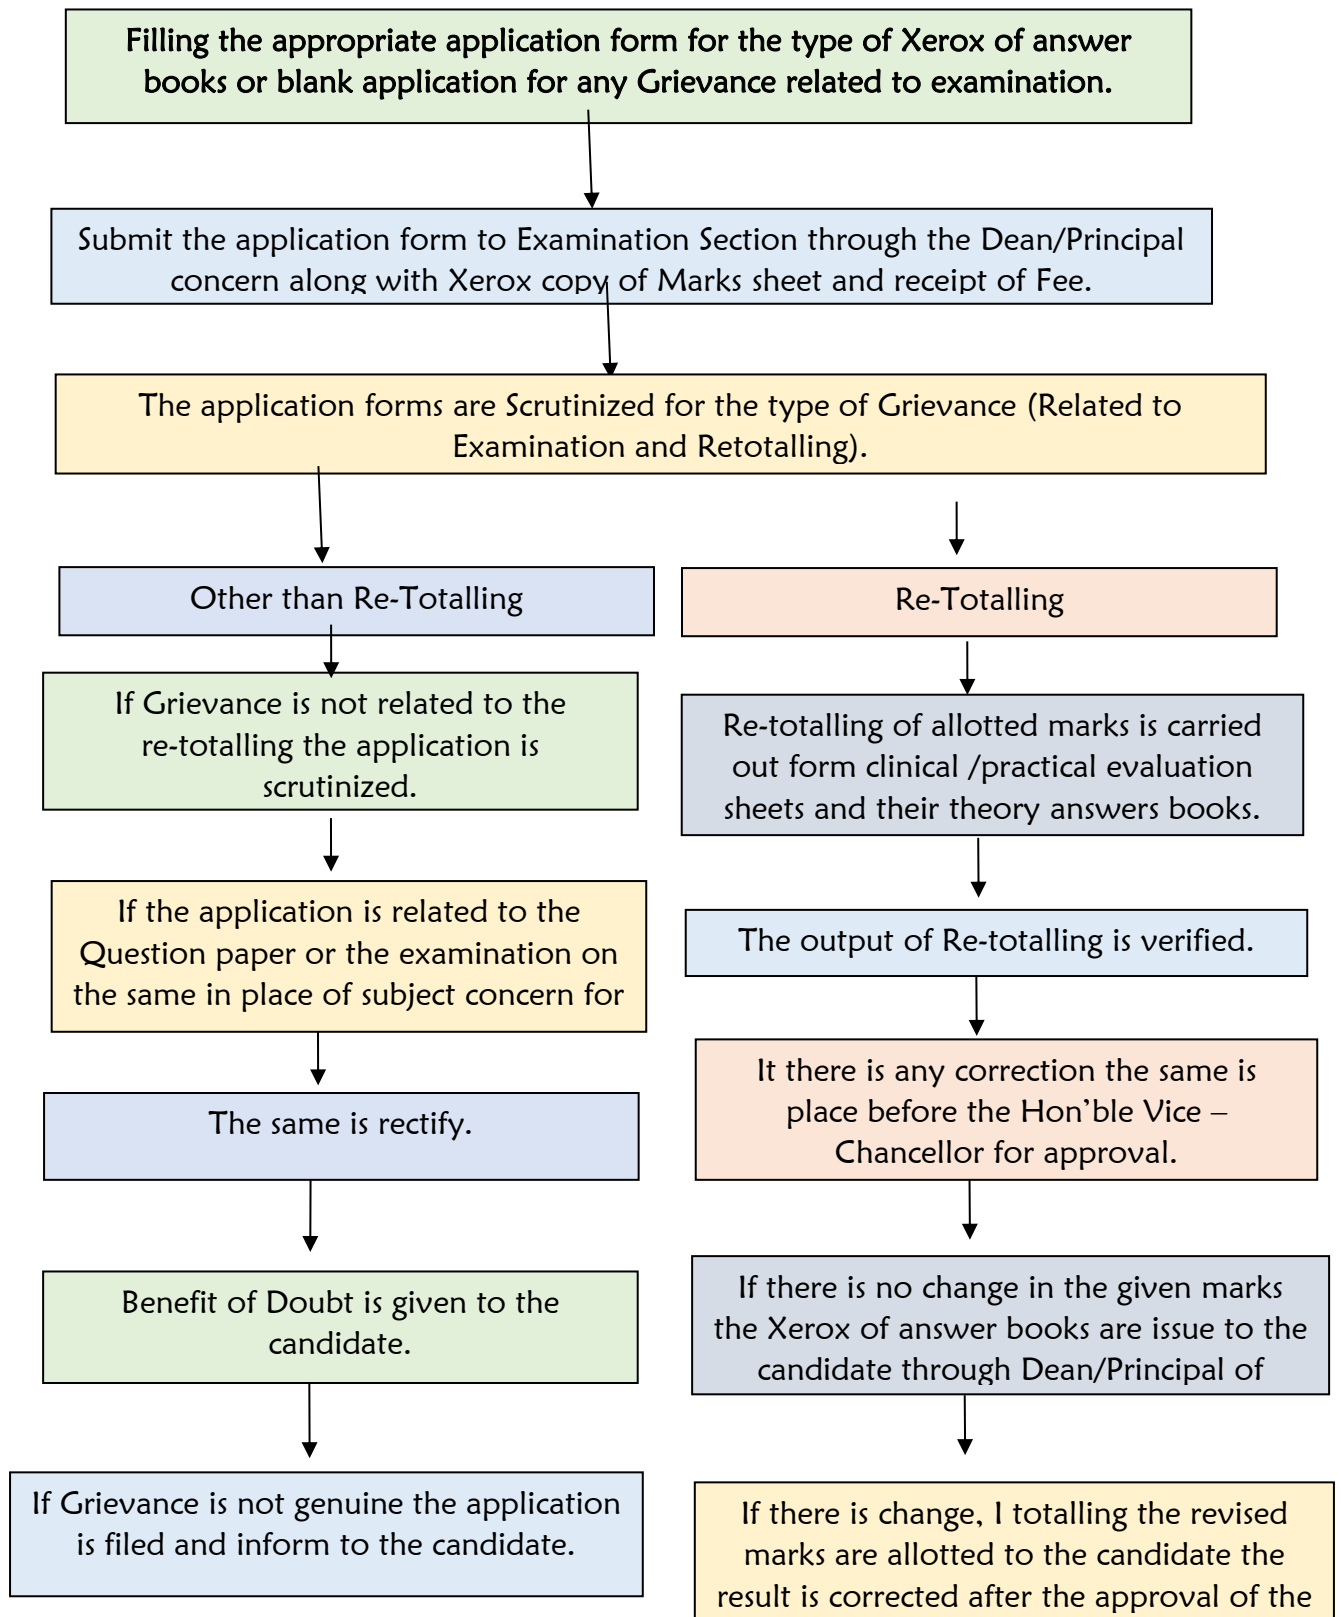 Filling the appropriate application form for the type of Xerox of answer
books or blank application for any Grievance related to examination.
Submit the application form to Examination Section through the Dean/Principal
concern along with Xerox copy of Marks sheet and receipt of Fee.
The application forms are Scrutinized for the type of Grievance (Related to
Examination and Retotalling).
Other than Re-Totalling
If Grievance is not related to the
re-totalling the application is
scrutinized.
If the application is related to the
Question paper or the examination on
the same in place of subject concern for
The same is rectify.
Benefit of Doubt is given to the
candidate.
If Grievance is not genuine the application
is filed and inform to the candidate.
Re-Totalling
Re-totalling of allotted marks is carried
out form clinical /practical evaluation
sheets and their theory answers books.
The output of Re-totalling is verified.
It there is any correction the same is
place before the Hon’ble Vice –
Chancellor for approval.
If there is no change in the given marks
the Xerox of answer books are issue to the
candidate through Dean/Principal of
If there is change, I totalling the revised
marks are allotted to the candidate the
result is corrected after the approval of the